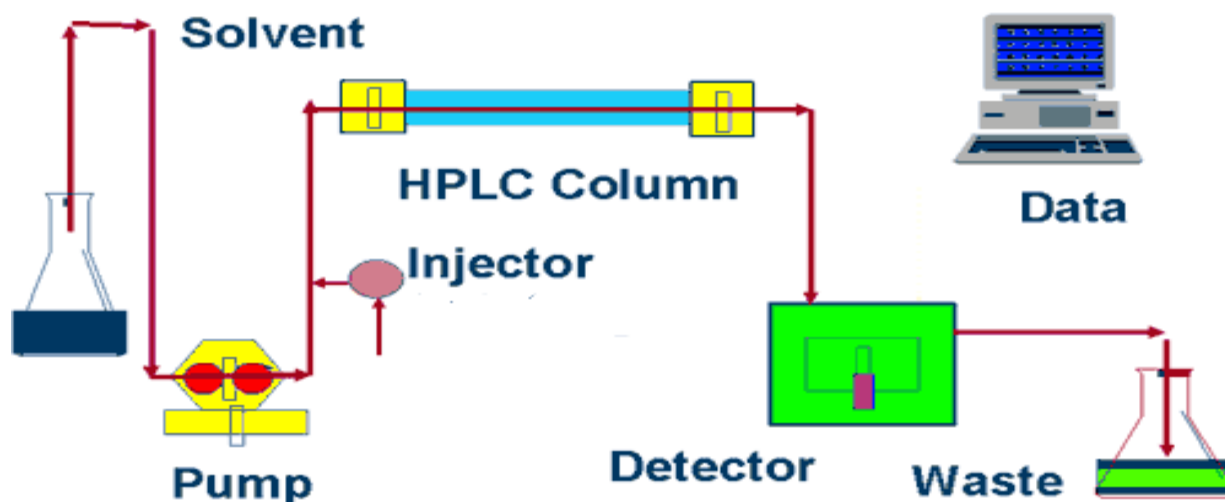 Solvent
HPLC Column
Data
Injector
Detector
Waste
Pump